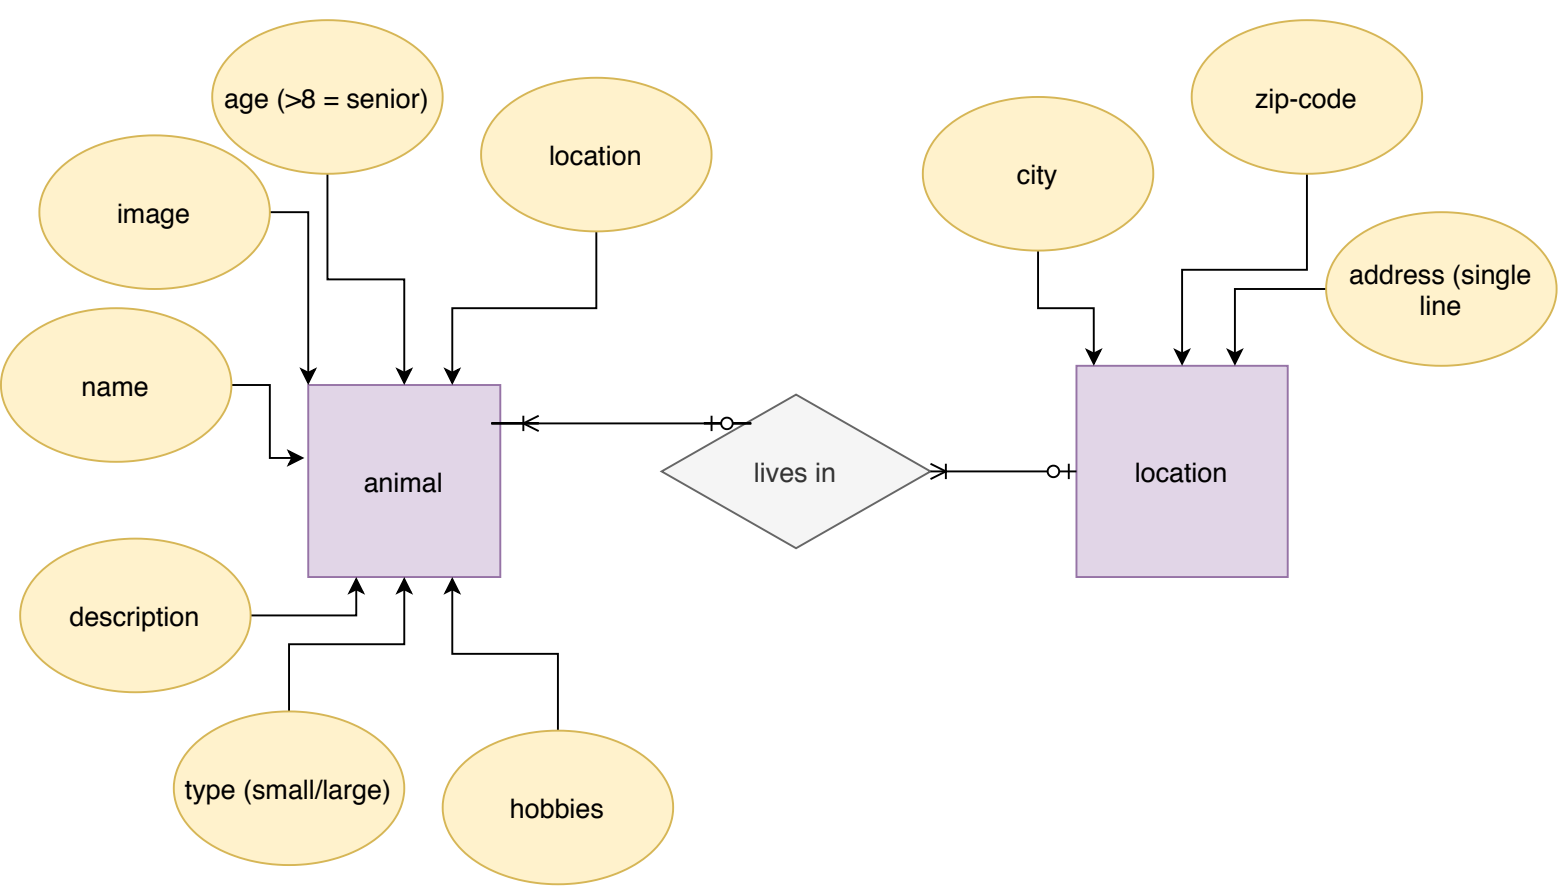 age (>8 = senior)
location
zip-code
city
image
address (single
line
name
animal
lives in
location
description
type (small/large)
hobbies